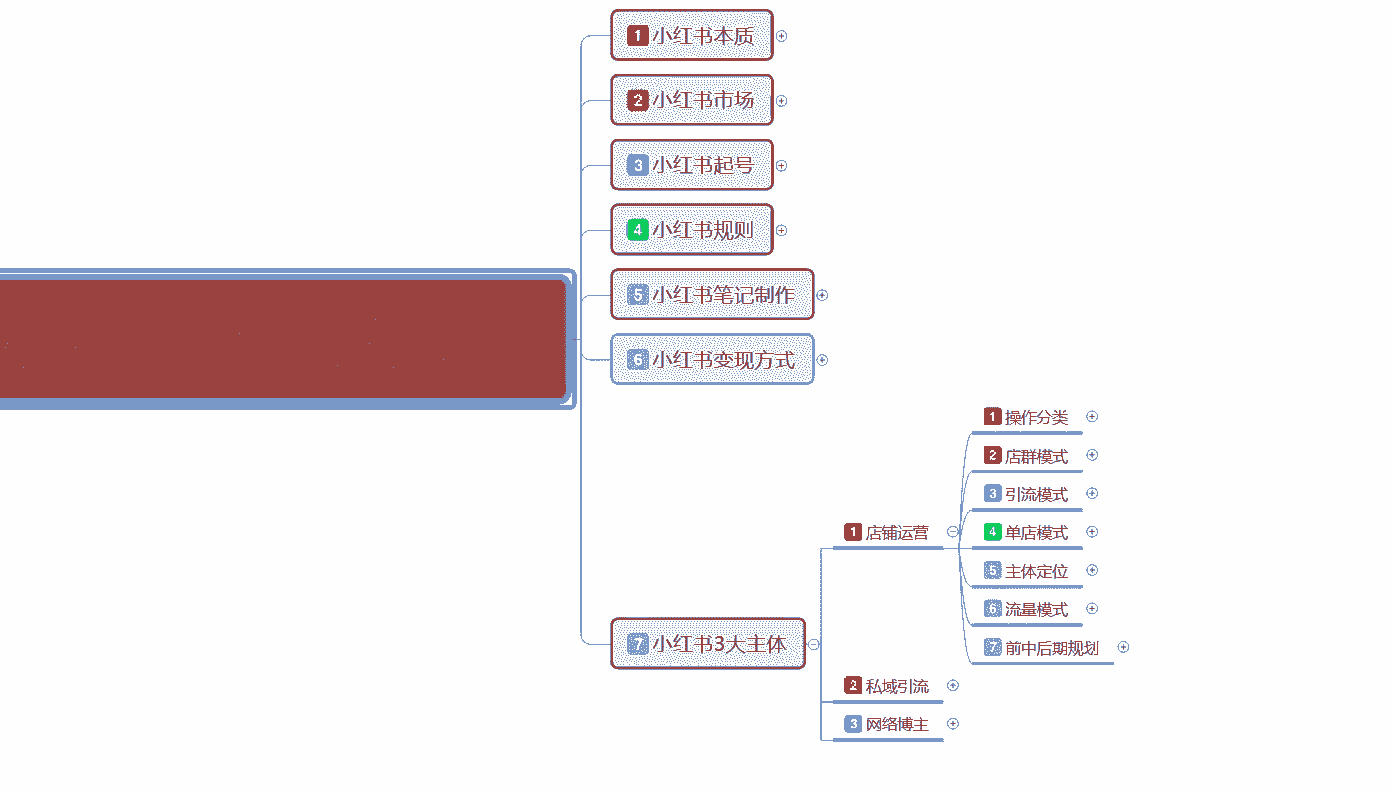 1 小红书本质
2 小红书市场
3 小红书起号
4 小红书规则
5 小红书笔记制作
6 小红书变现方式
7 小红书3大主体
1 店铺运营
1 操作分类
2 店群模式
3 引流模式
4 单店模式
5 主体定位
6 流量模式
7 前中后期规划
2 私域引流
3 网络博主